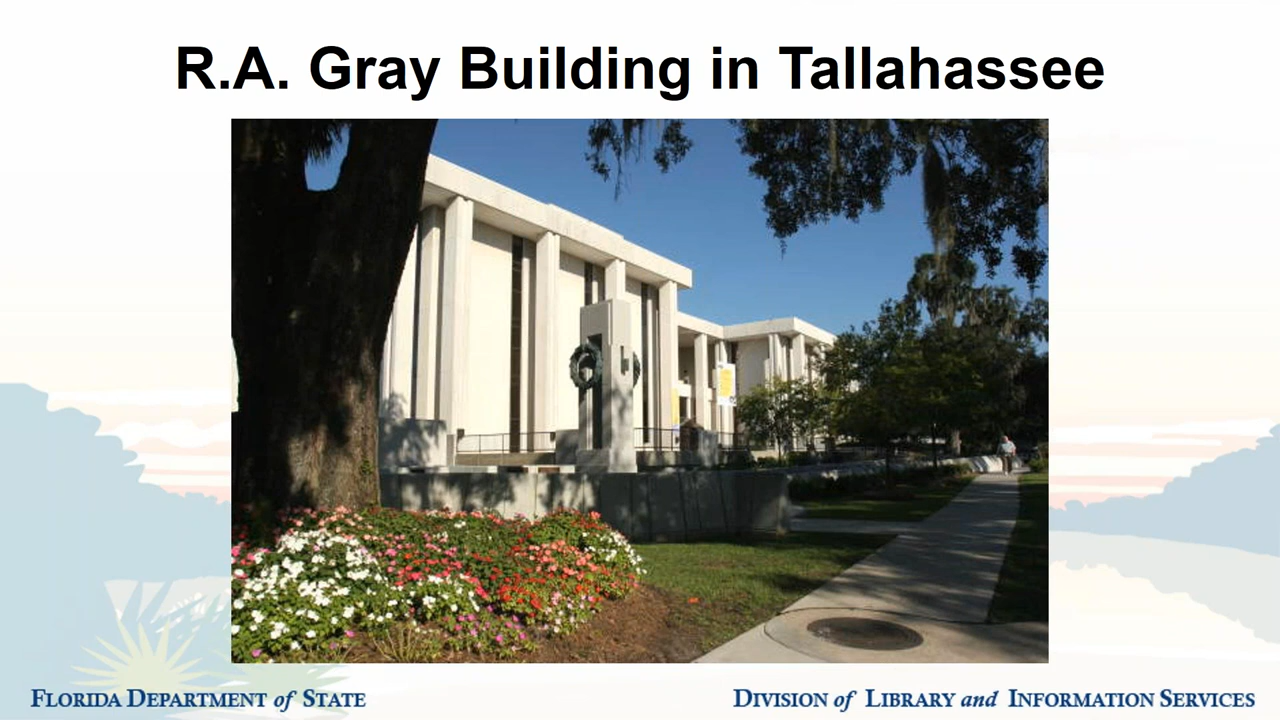 R.A. Gray Building in Tallahassee
FLORIDA DEPARTMENT of STATE
DIVISION of LIBRARY and INFORMATION SERVICES